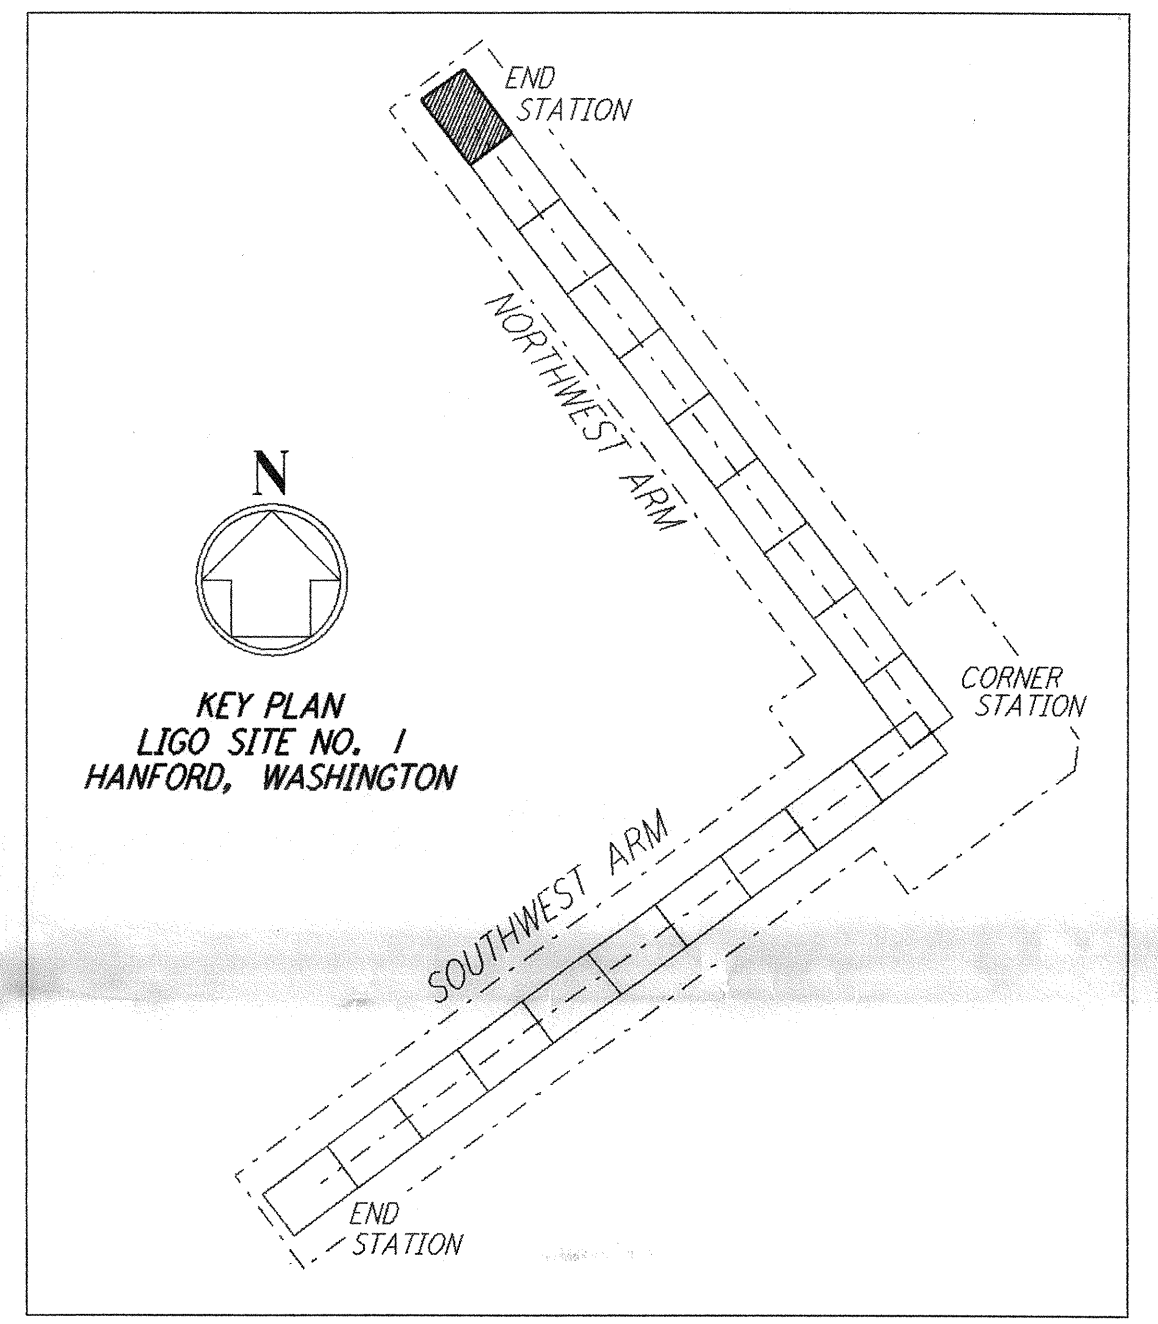 END
STATION
NORTHWEST ARM
N
KEY PLAN
LIGO SITE NO. 1
HANFORD, WASHINGTON
CORNER
STATION
SOUTHWEST ARM
END
STATION